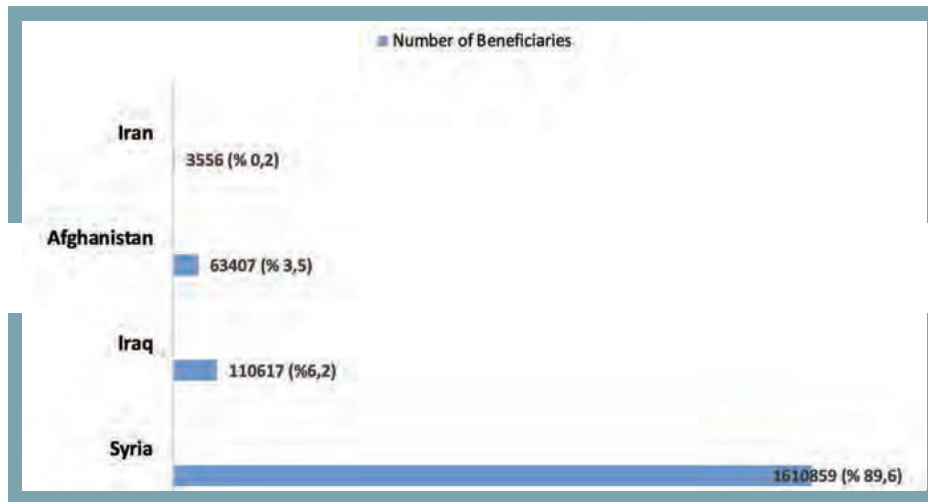 Number of Beneficiaries
Iran
3556 (% 0,2)
Afghanistan
63407 (% 3,5)
Iraq
110617 (%6,2)
Syria
1610859 (% 89,6)